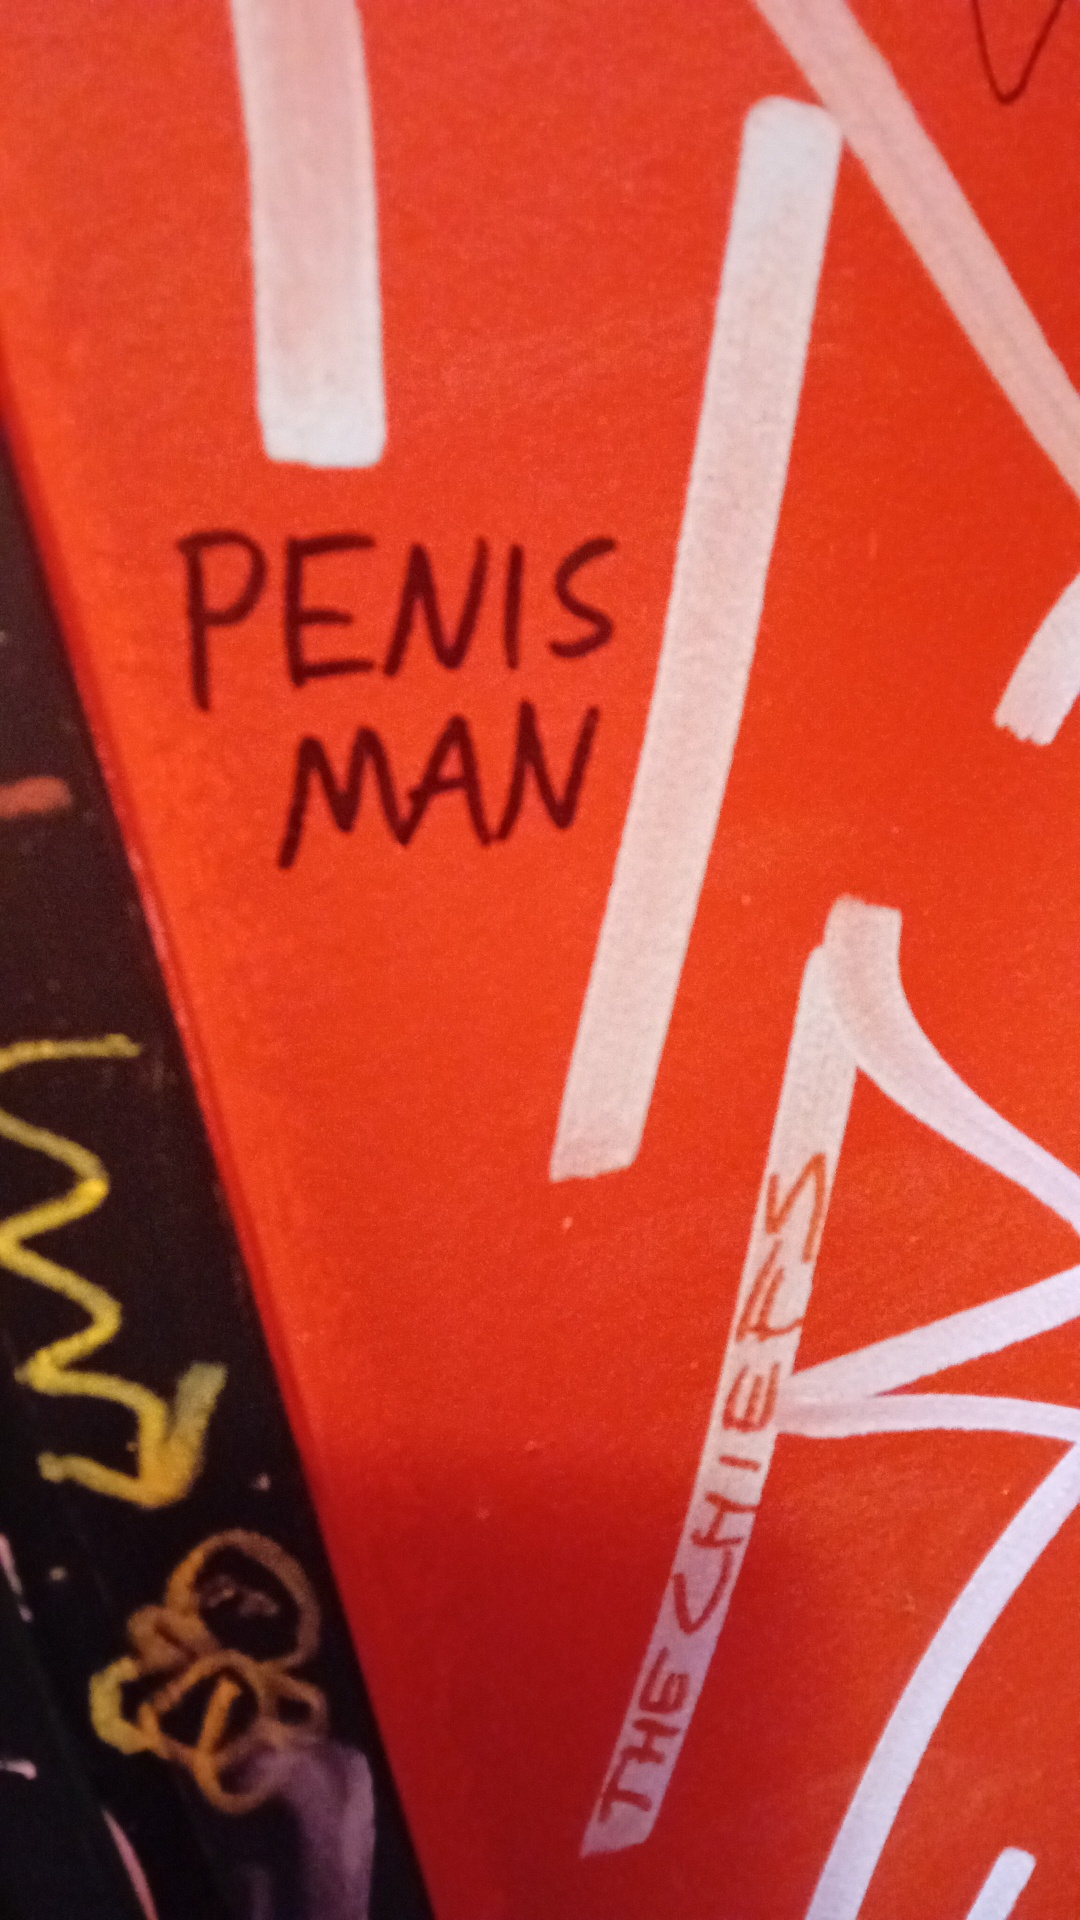 PENIS
MAN
THE CHIEFS